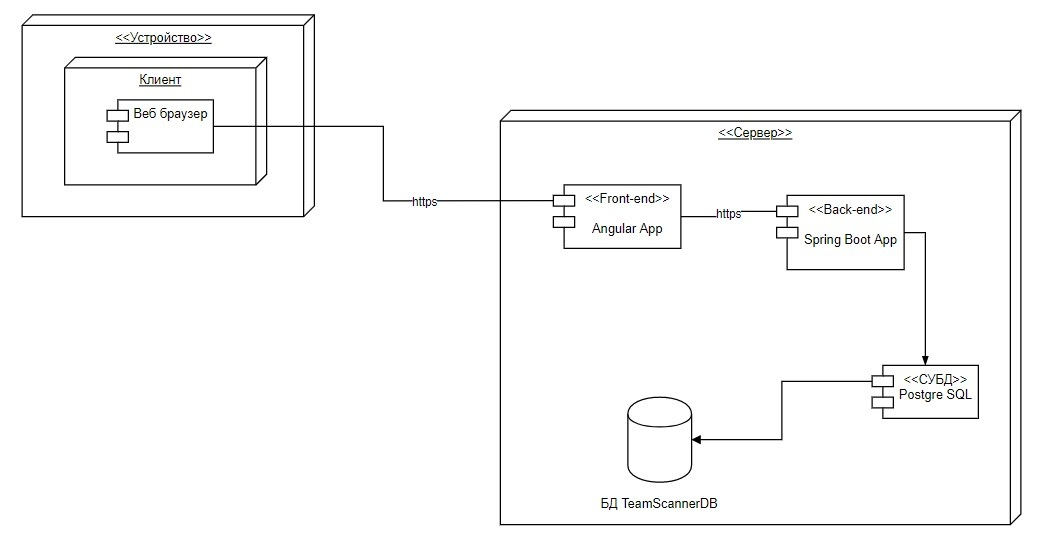 <<Устройство>>
Клиент
Веб браузер
https
<<Сервер>>
<<Front-end>>
Angular App
https
<<Back-end>>
Spring Boot App
<<СУБД>>
Postgre SQL
БД TeamScannerDB